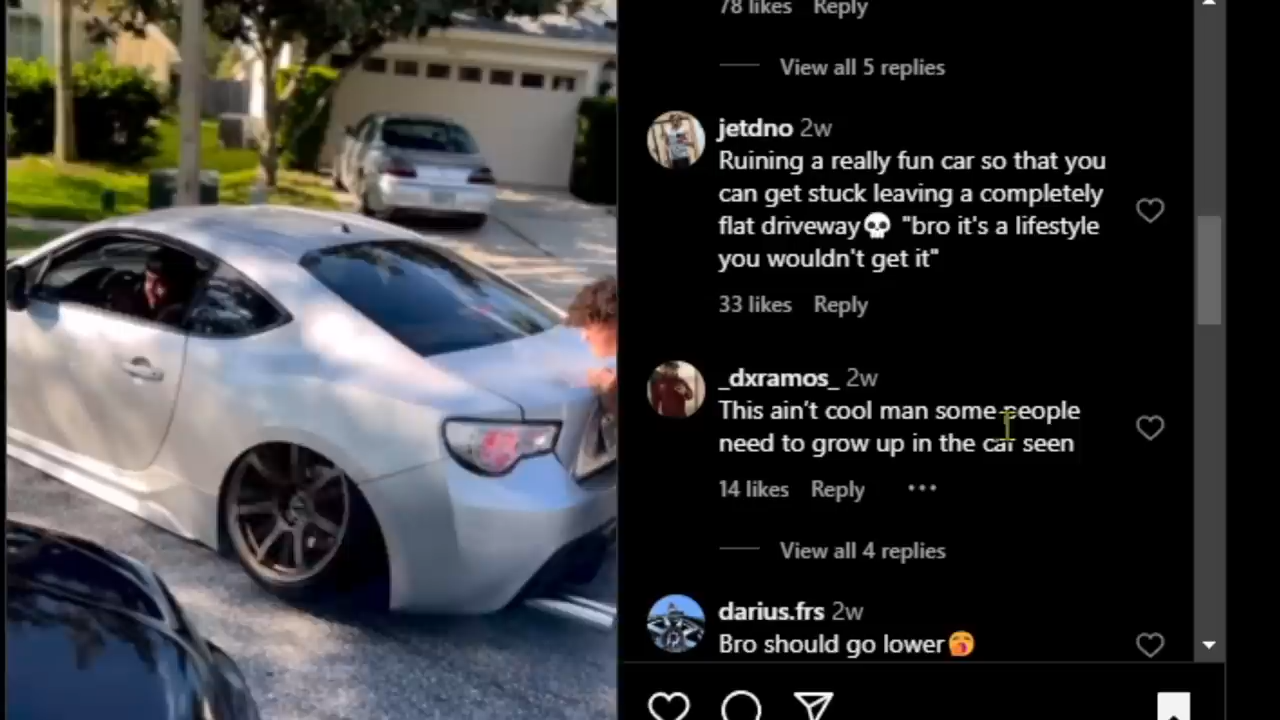 78 likes Reply
View all 5 replies
jetdno 2w
Ruining a really fun car so that you
can get stuck leaving a completely
flat driveway💀 "bro it's a lifestyle
you wouldn't get it"
33 likes Reply
_dxramos_ 2w
This ain't cool man some people
need to grow up in the car seen
14 likes Reply ...
View all 4 replies
darius.frs 2w
Bro should go lower🥱